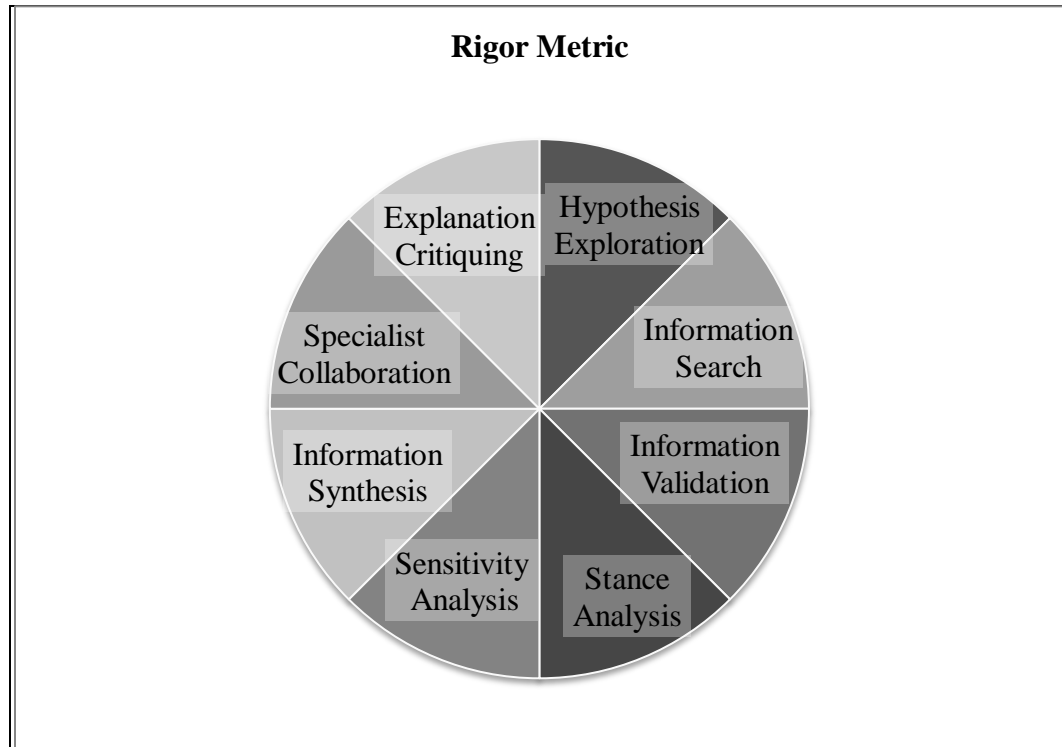 Rigor Metric
Hypothesis
Exploration
Information
Search
Information
Validation
Stance
Analysis
Sensitivity
Analysis
Information
Synthesis
Specialist
Collaboration
Explanation
Critiquing